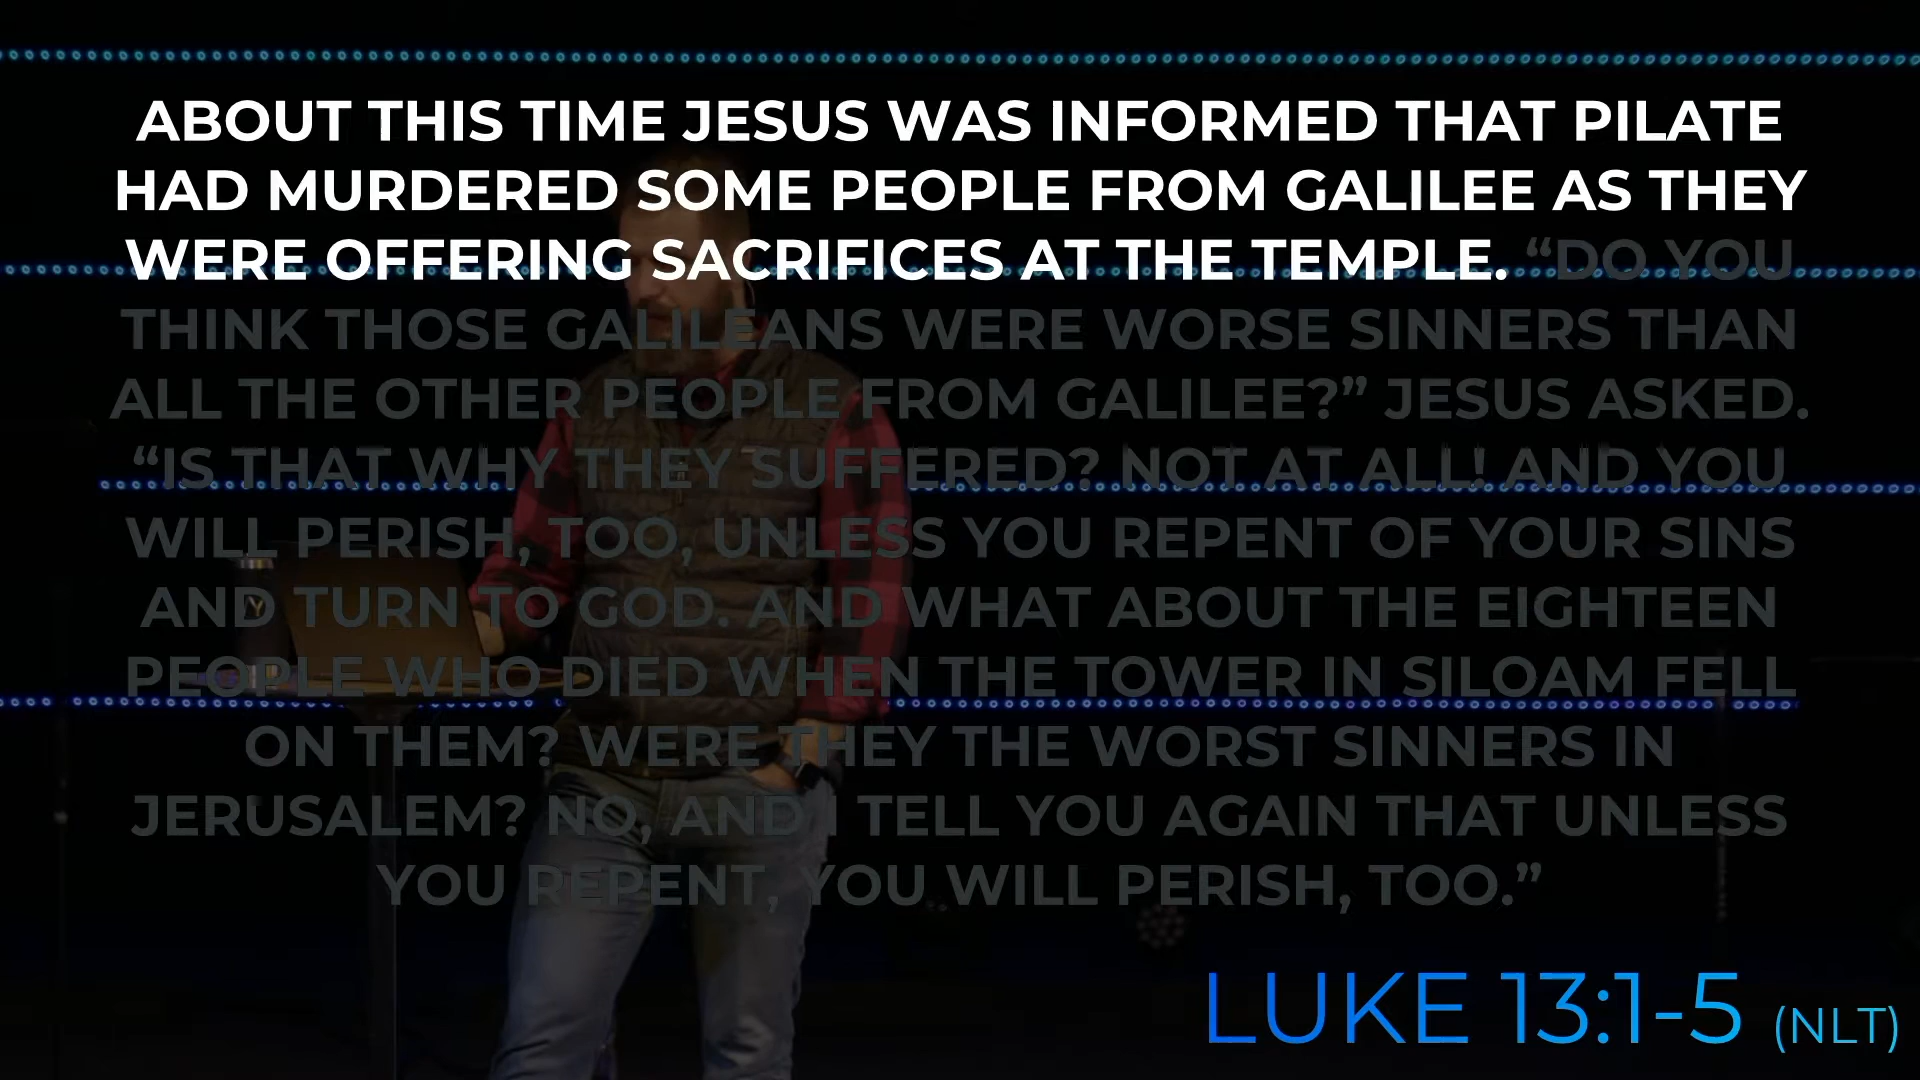 ABOUT THIS TIME JESUS WAS INFORMED THAT PILATE
HAD MURDERED SOME PEOPLE FROM GALILEE AS THEY
WERE OFFERING SACRIFICES AT THE TEMPLE. “DO YOU
THINK THOSE GALILEANS WERE WORSE SINNERS THAN
ALL THE OTHER PEOPLE FROM GALILEE?” JESUS ASKED.
“IS THAT WHY THEY SUFFERED? NOT AT ALL! AND YOU
WILL PERISH, TOO, UNLESS YOU REPENT OF YOUR SINS
AND TURN TO GOD. AND WHAT ABOUT THE EIGHTEEN
PEOPLE WHO DIED WHEN THE TOWER IN SILOAM FELL
ON THEM? WERE THEY THE WORST SINNERS IN
JERUSALEM? NO, AND I TELL YOU AGAIN THAT UNLESS
YOU REPENT, YOU WILL PERISH, TOO.”
LUKE 13:1-5 (NLT)